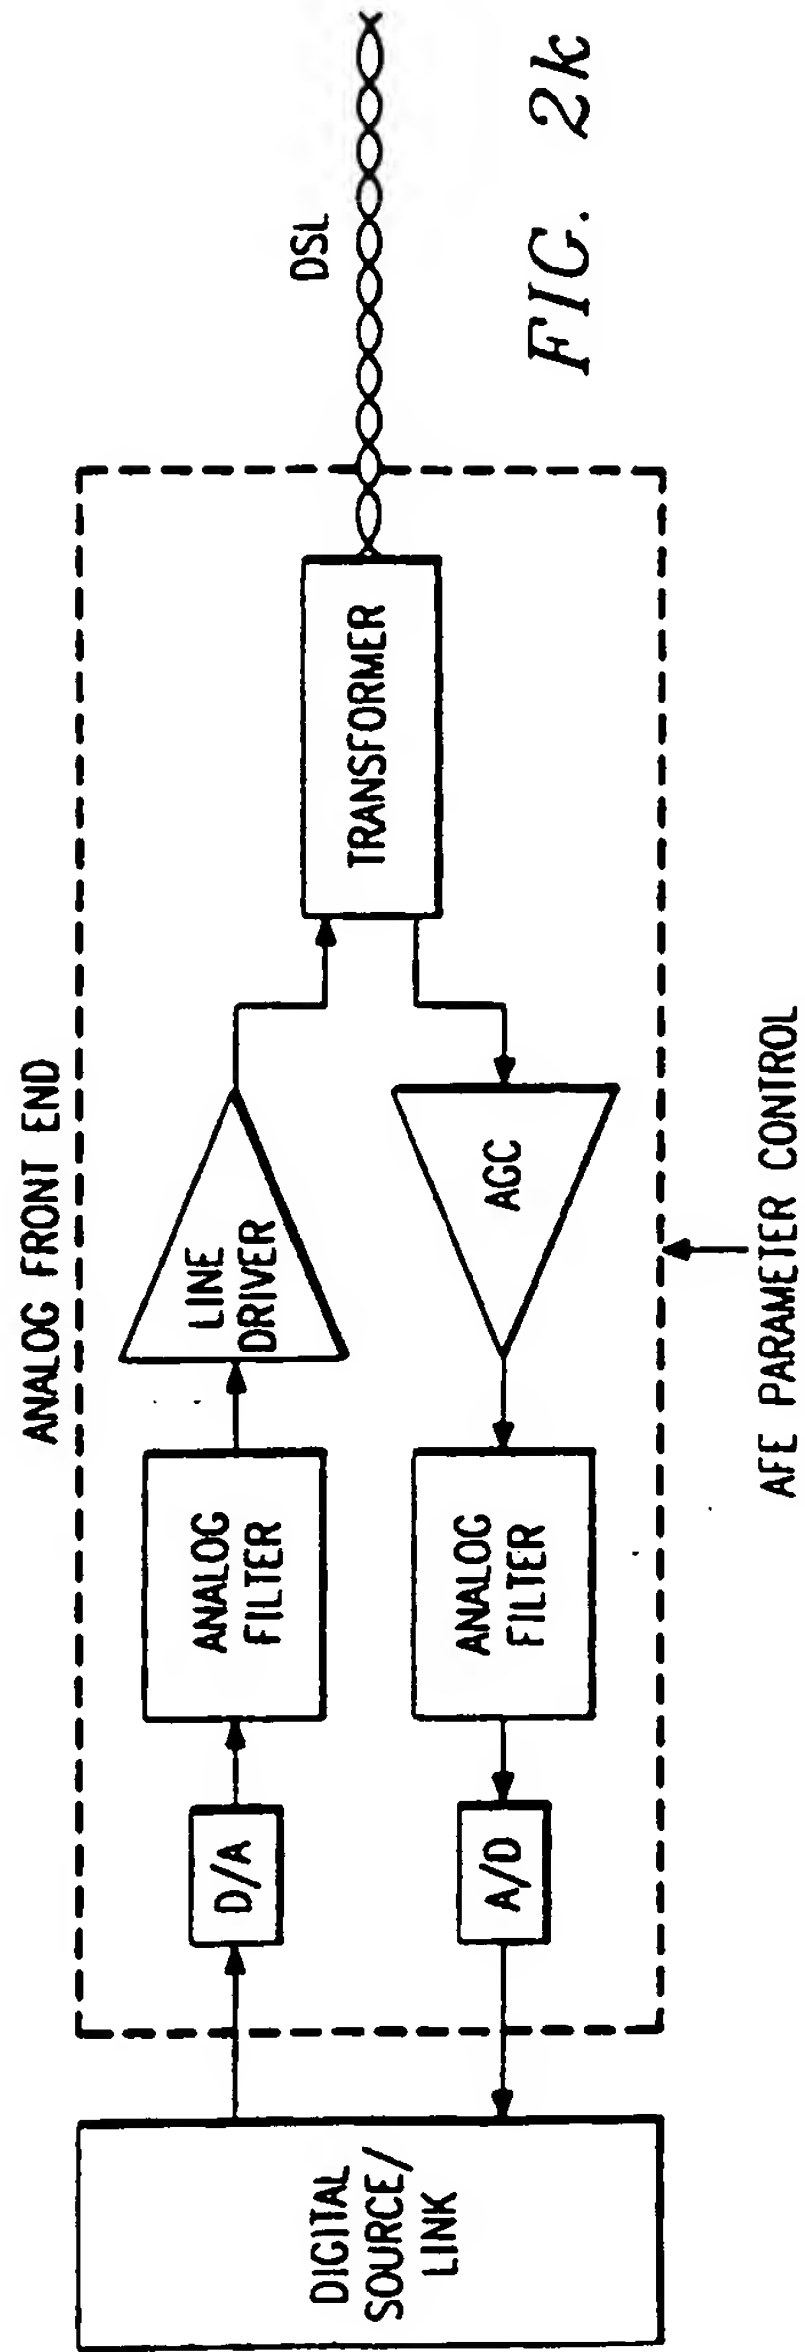 ANALOG FRONT END
DIGITAL
SOURCE/
LINK
D/A
ANALOG
FILTER
LINE
DRIVER
TRANSFORMER
DSL
A/D
ANALOG
FILTER
AGC
AFE PARAMETER CONTROL
FIG. 2k